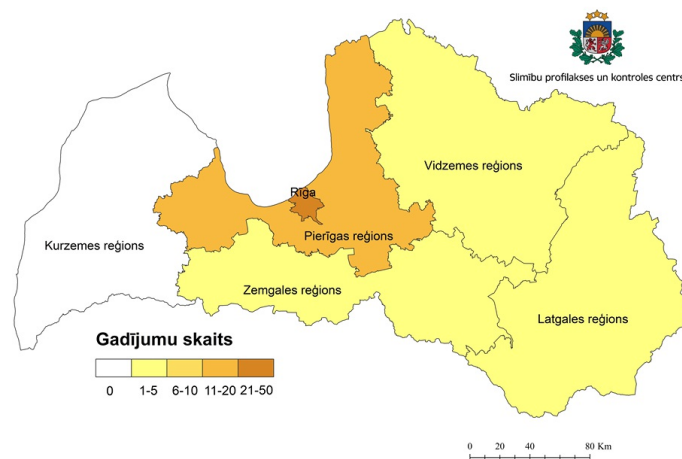 Slimību profilakses un kontroles centrs
Vidzemes reģions
Rīga
Pierīgas reģions
Kurzemes reģions
Zemgales reģions
Latgales reģions
Gadījumu skaits
0 1-5 6-10 11-20 21-50
0 20 40 80 Km